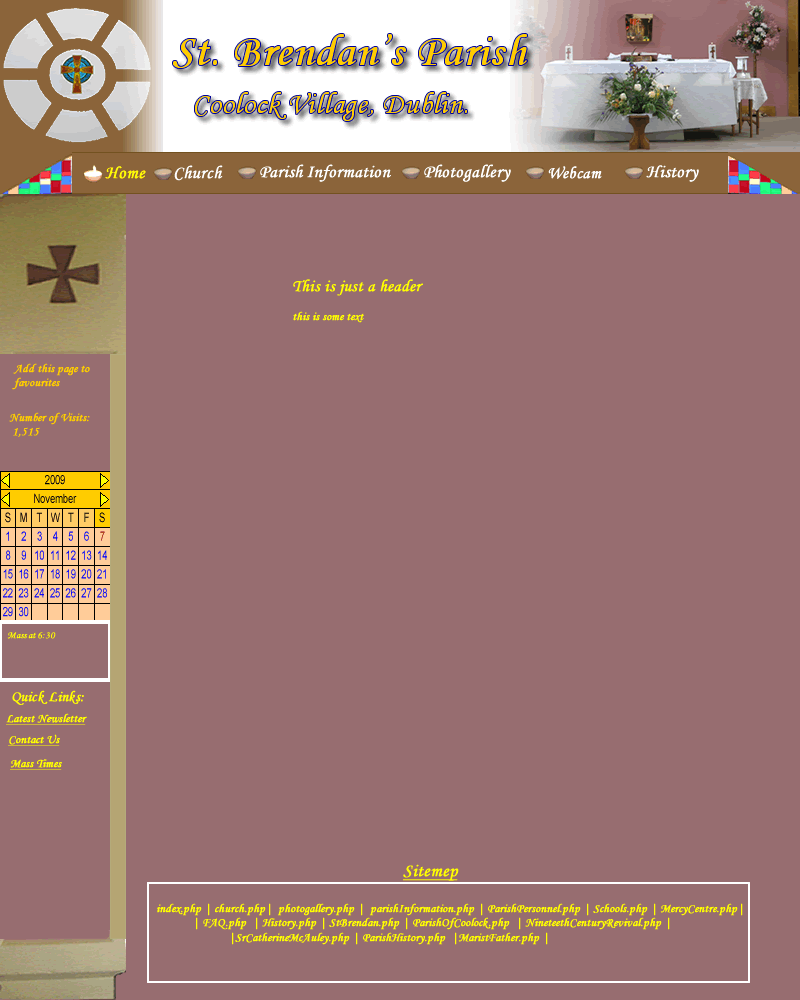 St. Brendan's Parish
Coolock Village, Dublin.
Home Church Parish Information Photogallery Webcam History
This is just a header
this is some text
Add this page to
favourites
Number of Visits:
1,515
2009
November
S M T W T F S
1 2 3 4 5 6 7
8 9 10 11 12 13 14
15 16 17 18 19 20 21
22 23 24 25 26 27 28
29 30
Mass at 6:30
Quick Links:
Latest Newsletter
Contact Us
Mass Times
Sitemep
index.php | church.php | photogallery.php | parishInformation.php | ParishPersonnel.php | Schools.php | MercyCentre.php |
| FAQ.php | History.php | StBrendan.php | ParishOfCoolock.php | NineteethCenturyRevival.php |
|SrCatherineMcAuley.php | ParishHistory.php |MaristFather.php |